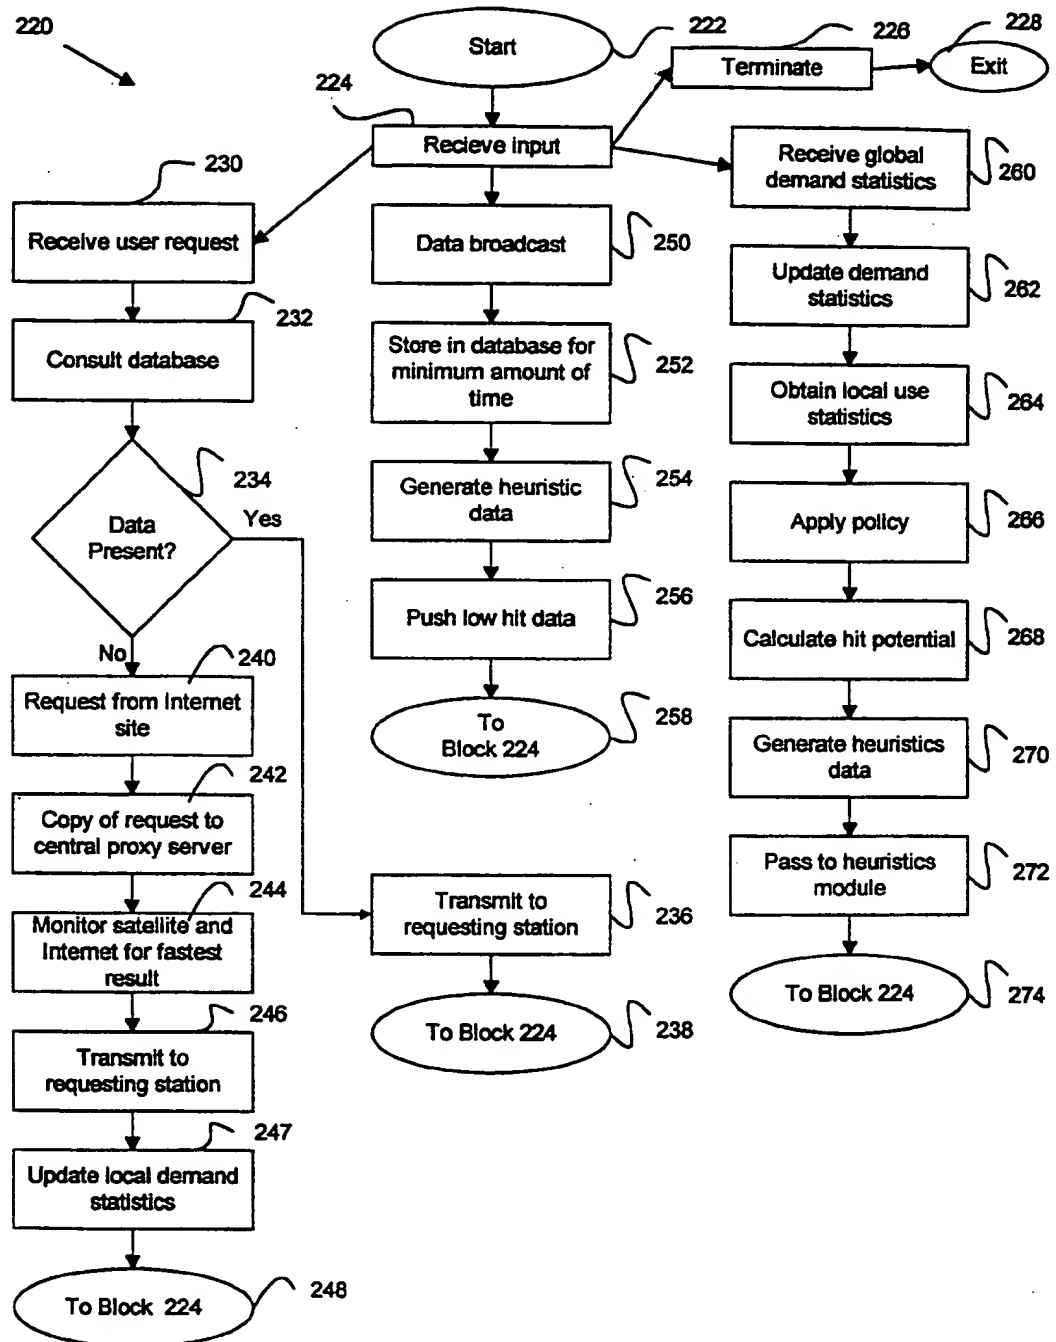 220
Start
222
226
Terminate
228
Exit
224
Recieve input
230
Receive user request
232
Consult database
234
Data
Present?
Yes
No
240
Request from Internet
site
242
Copy of request to
central proxy server
244
Monitor satellite and
Internet for fastest
result
246
Transmit to
requesting station
247
Update local demand
statistics
To Block 224
248
Data broadcast
250
Store in database for
minimum amount of
time
252
Generate heuristic
data
254
Push low hit data
256
To
Block 224
258
Transmit to
requesting station
236
To Block 224
238
Receive global
demand statistics
260
Update demand
statistics
262
Obtain local use
statistics
264
Apply policy
266
Calculate hit potential
268
Generate heuristics
data
270
Pass to heuristics
module
272
To Block 224
274